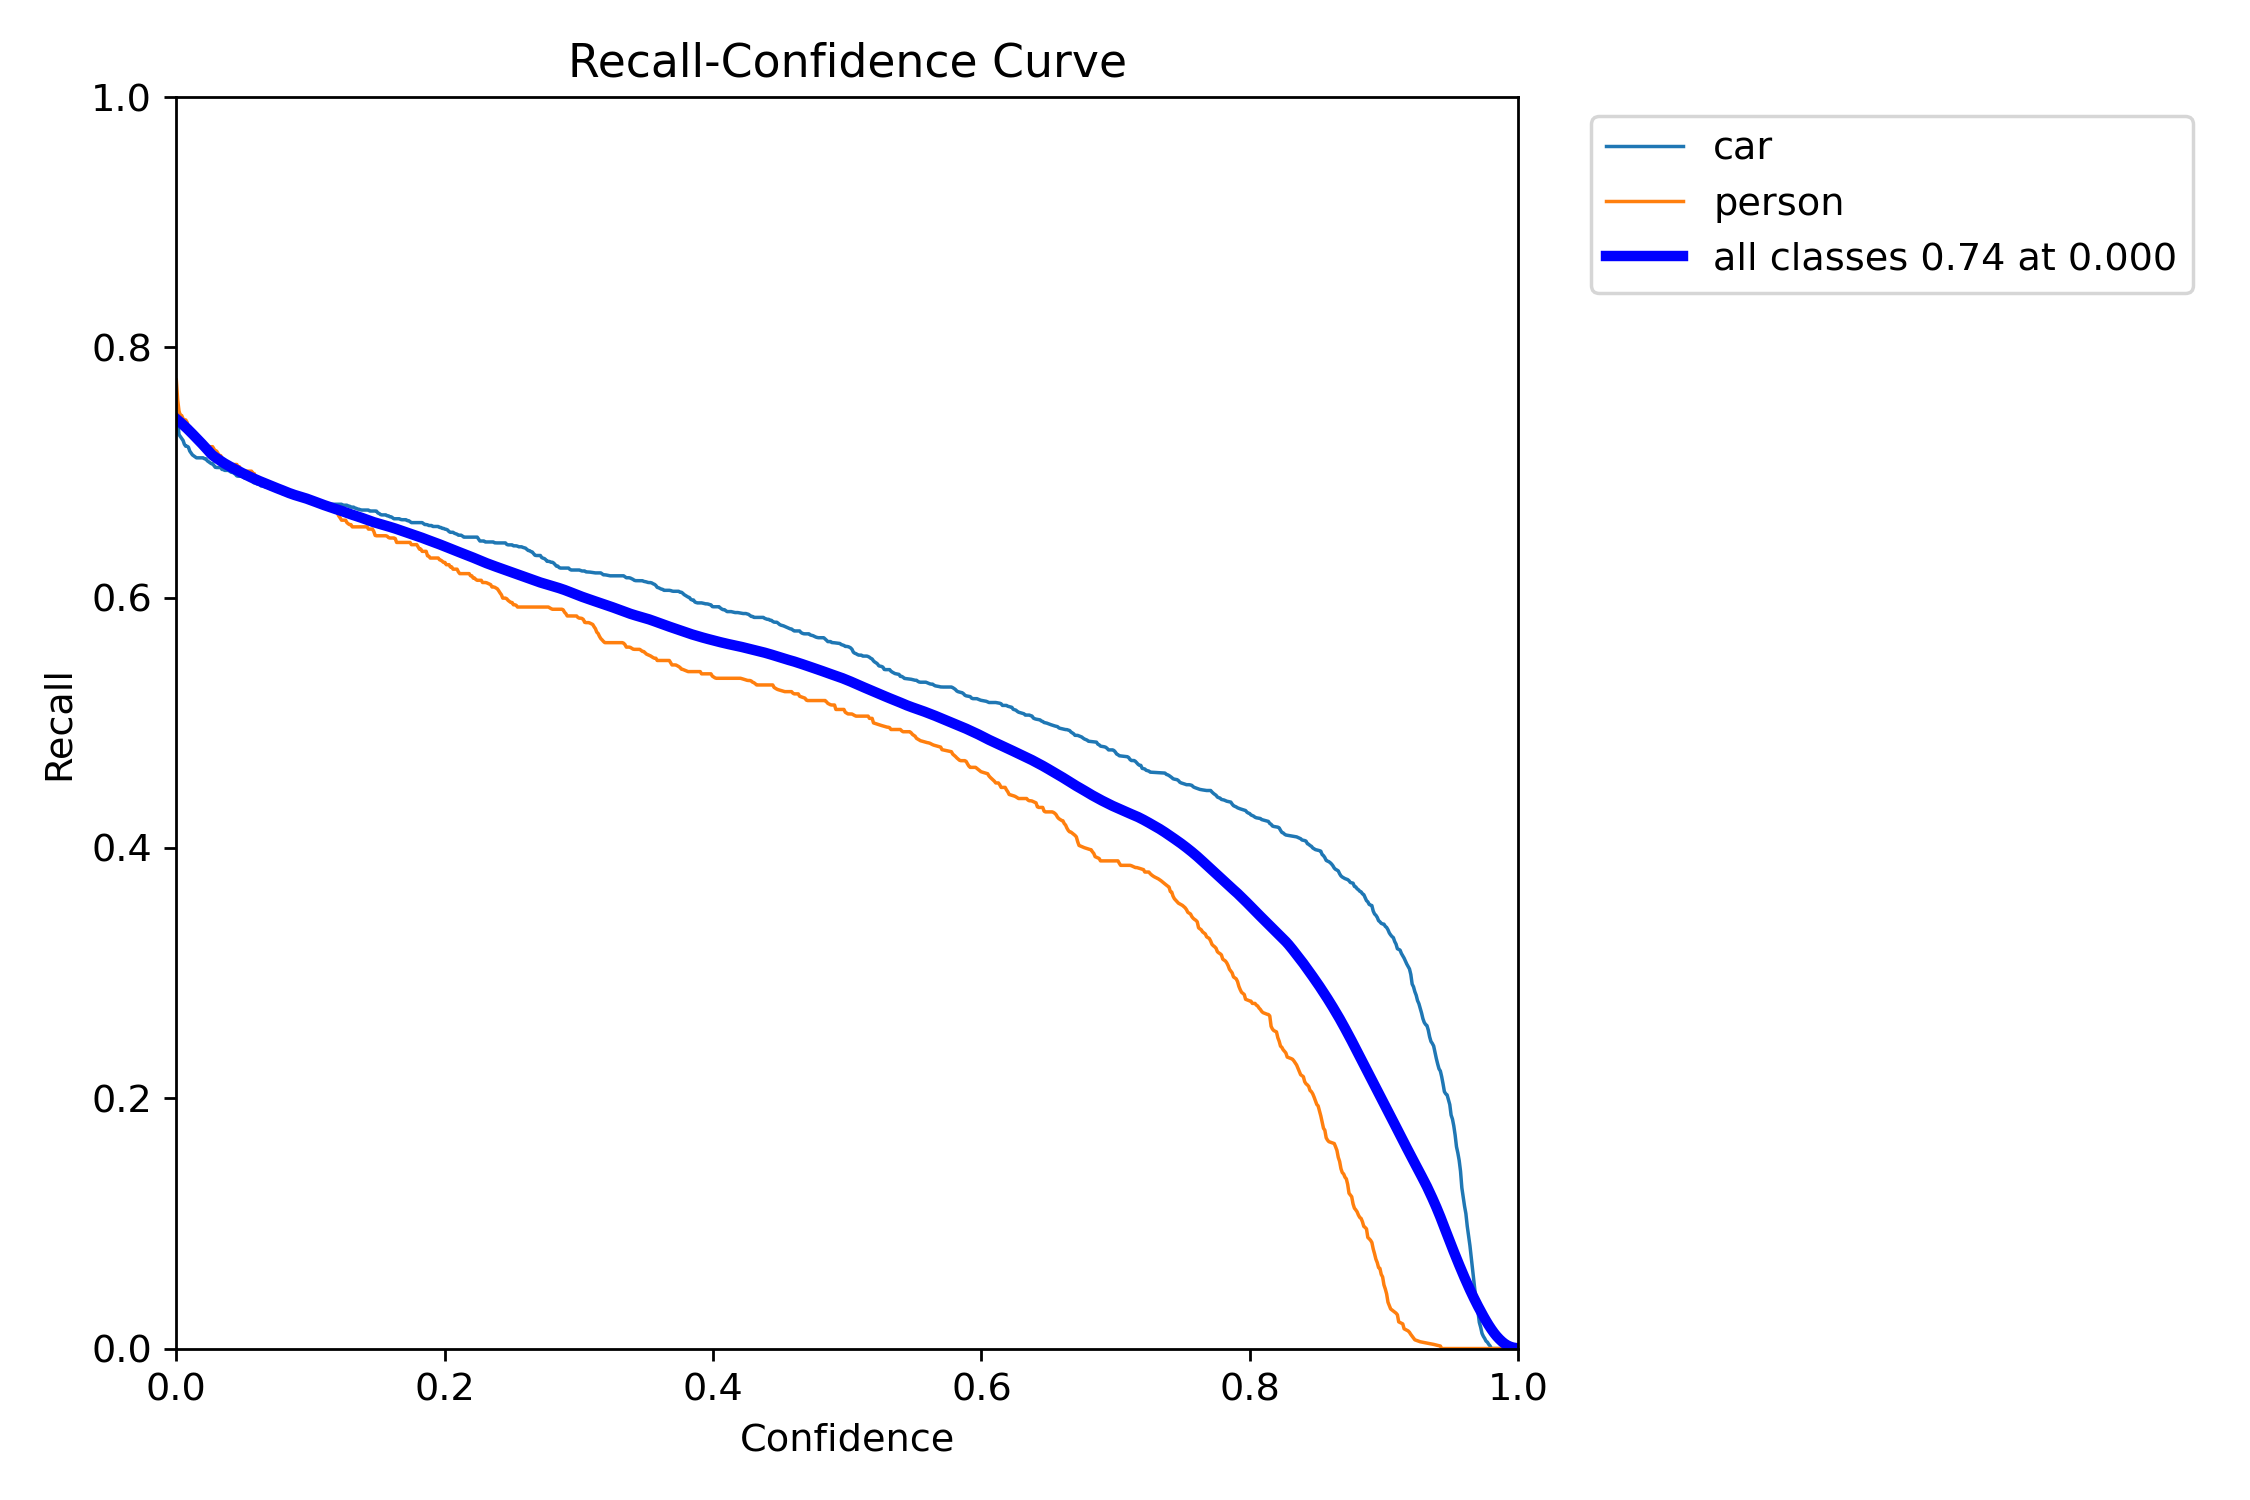 Recall-Confidence Curve
1.0
0.8
0.6
0.4
0.2
0.0
Recall
0.0 0.2 0.4 0.6 0.8 1.0
Confidence
car
person
all classes 0.74 at 0.000